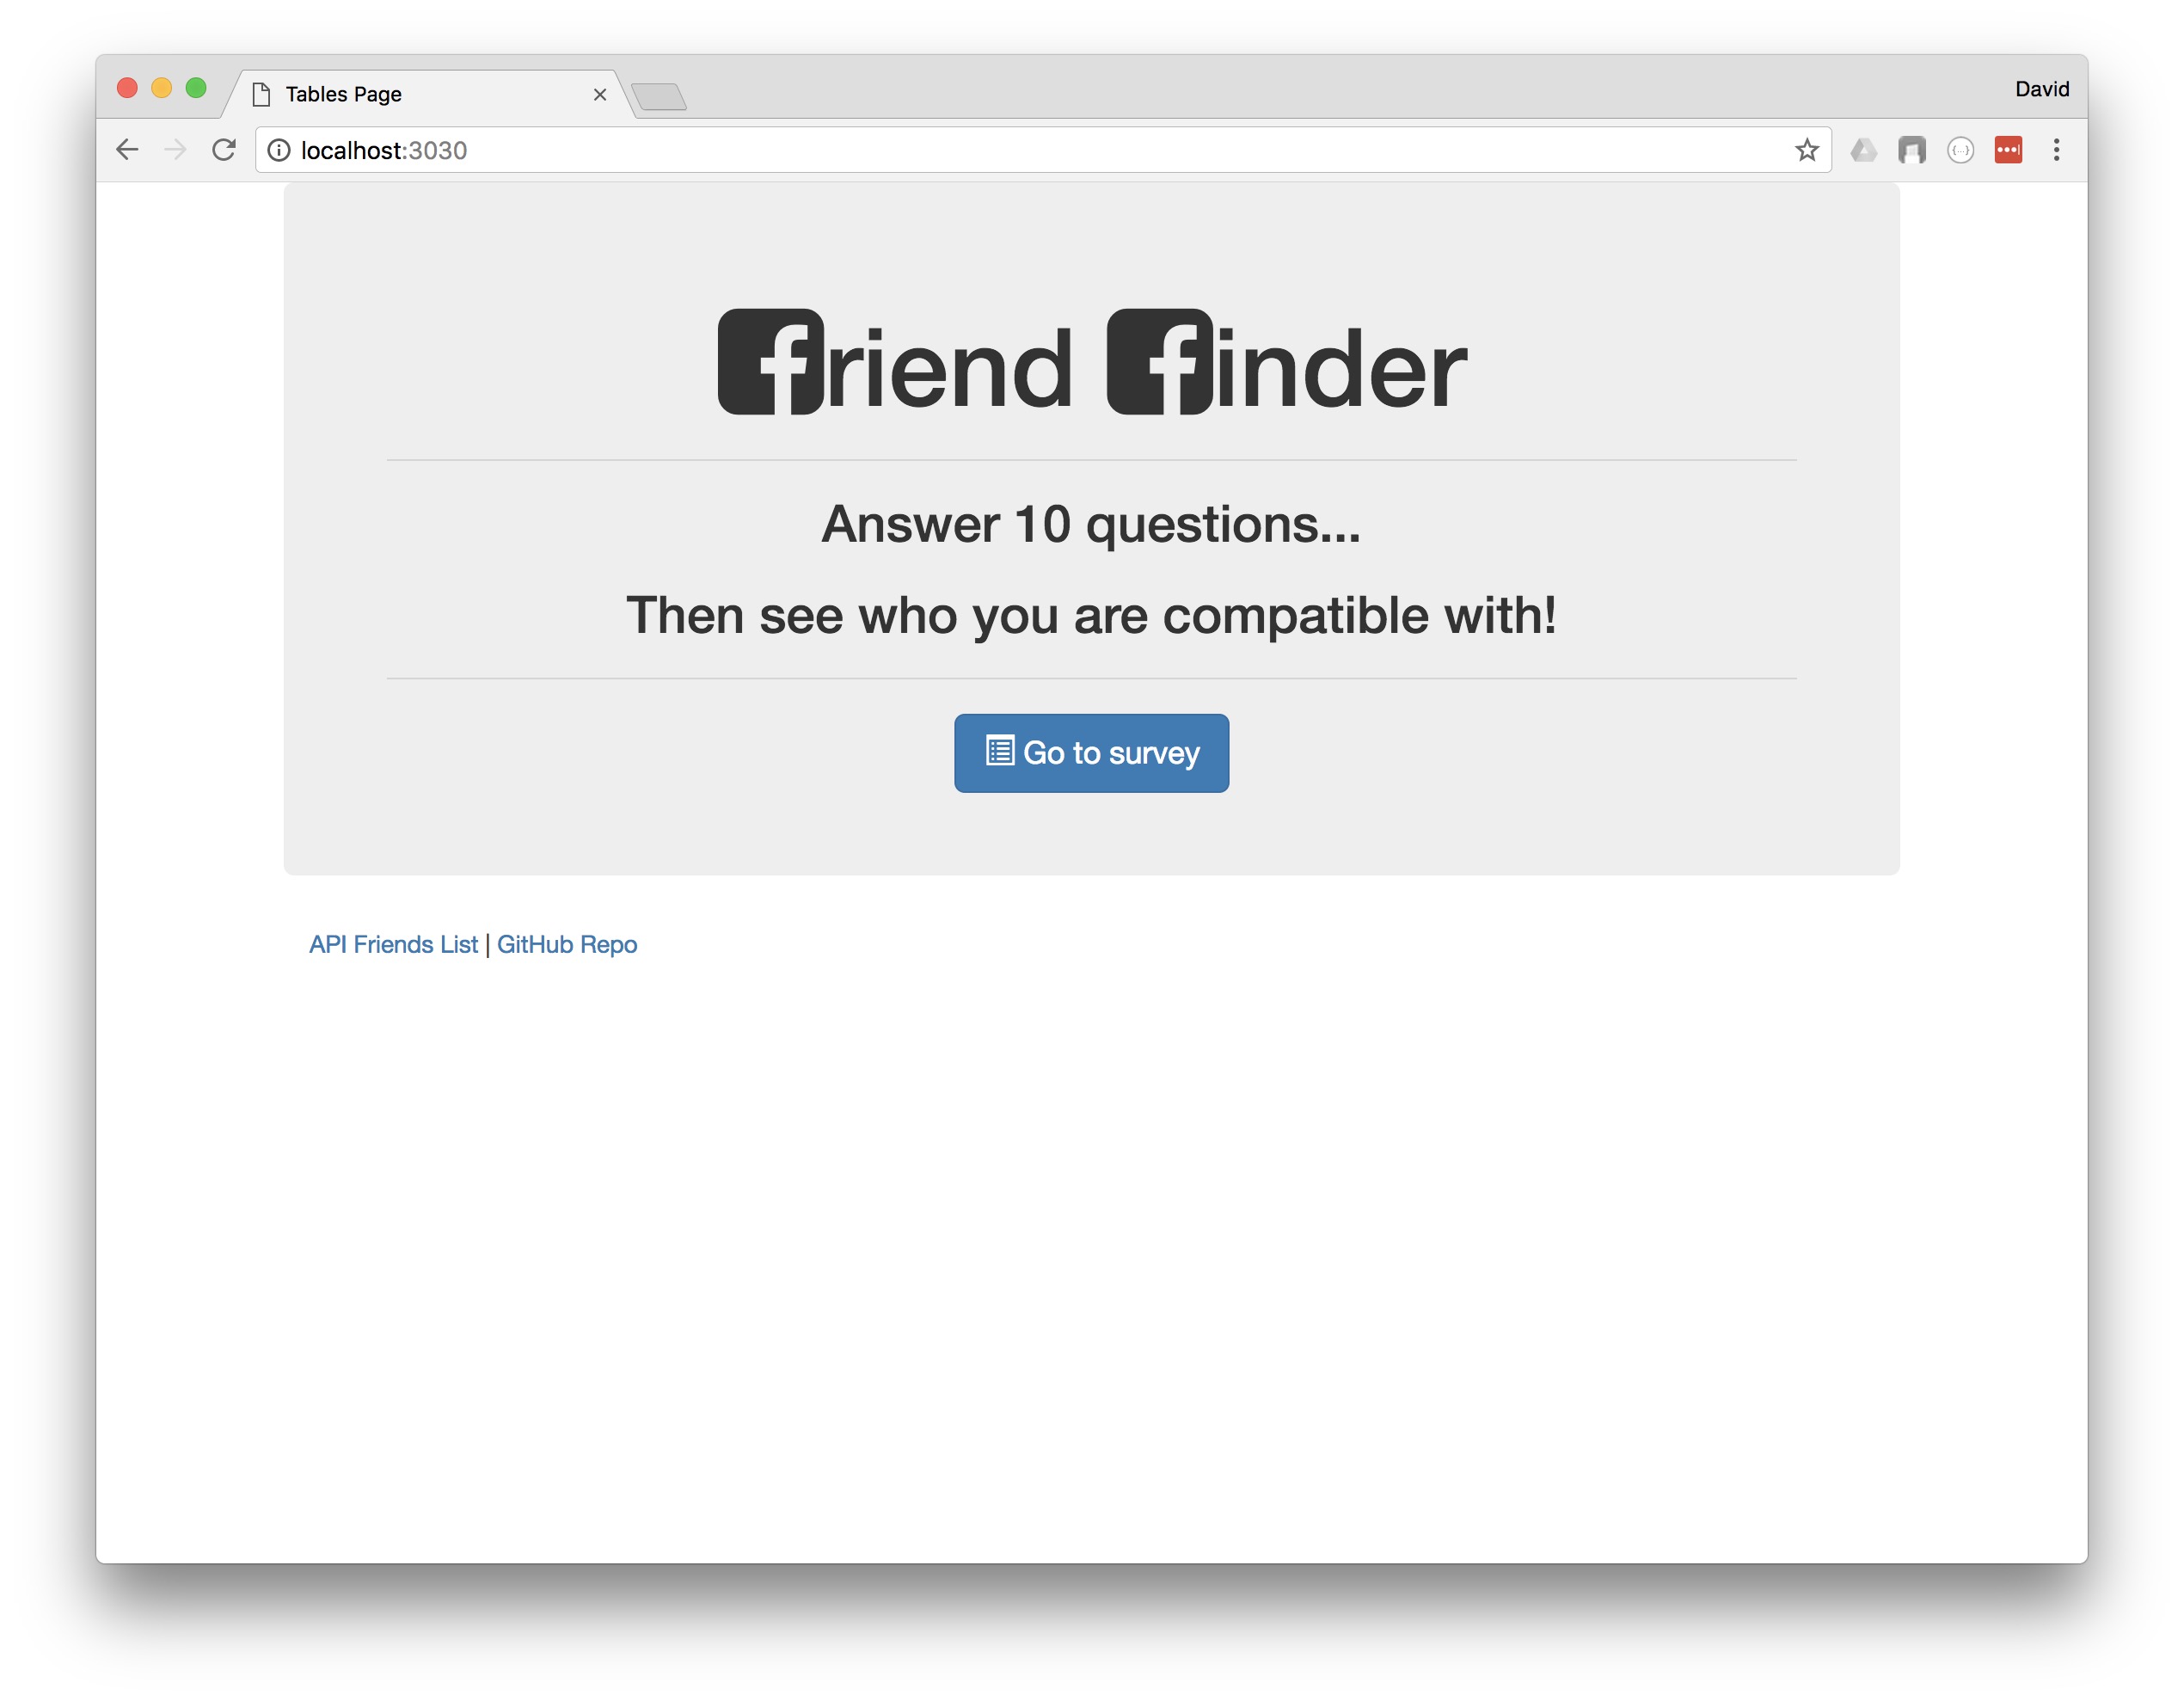 Tables Page
David
localhost:3030
friend finder
Answer 10 questions...
Then see who you are compatible with!
Go to survey
API Friends List | GitHub Repo